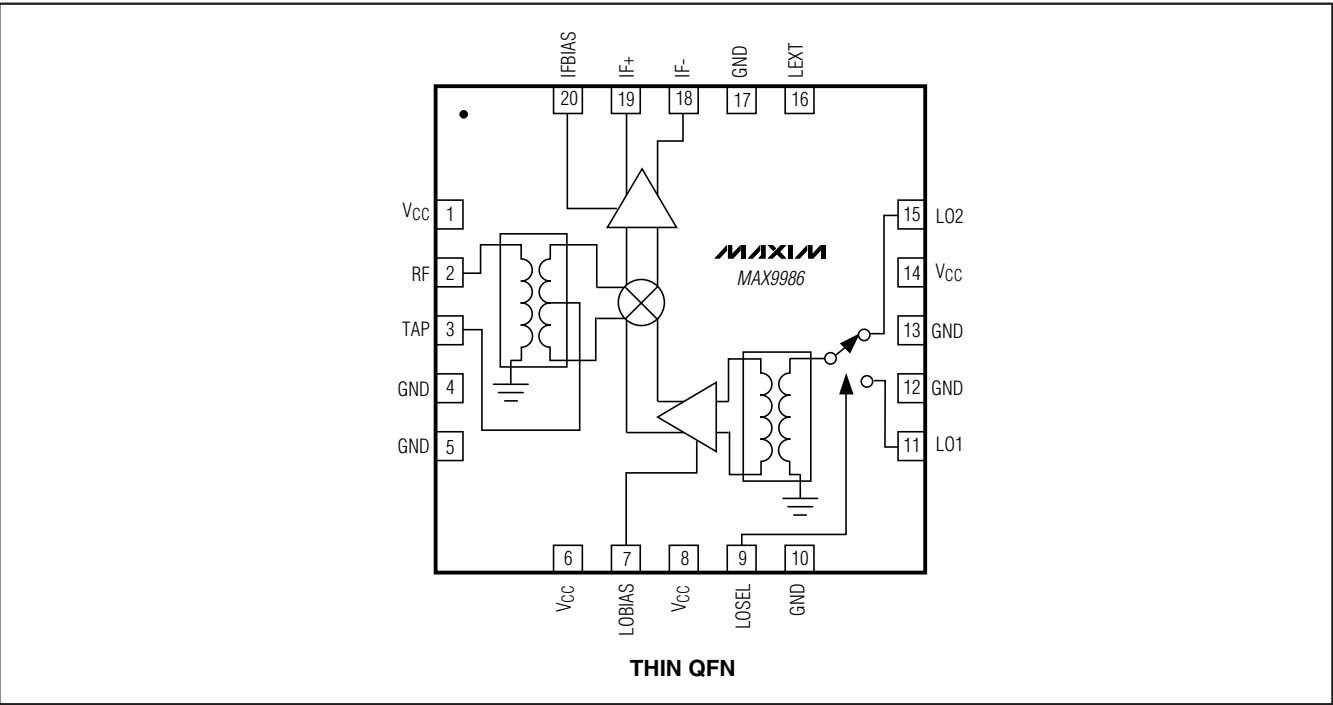 IFBIAS
IF+
IF-
GND
LEXT
20
19
18
17
16
VCC
1
RF
2
TAP
3
GND
4
GND
5
MAXIM
MAX9986
15
LO2
14
VCC
13
GND
12
GND
11
LO1
6
7
8
9
10
VCC
LOBIAS
VCC
LOSEL
GND
THIN QFN